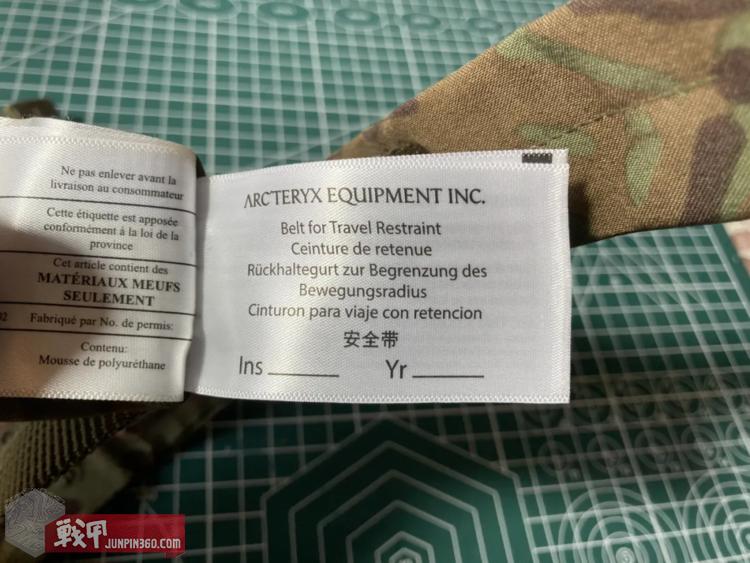 Ne pas enlever avant la
livraison au consommateur
Cette étiquette est apposée
conformément à la loi de la
province
Cet article contient des
MATÉRIAUX MEUFS
SEULEMENT
Fabriqué par No. de permis:
Contenu:
Mousse de polyuréthane
ARC'TERYX EQUIPMENT INC.
Belt for Travel Restraint
Ceinture de retenue
Rückhaltegurt zur Begrenzung des
Bewegungsradius
Cinturon para viaje con retencion
安全带
Ins______ Yr______
戦甲 JUNPIN360.COM